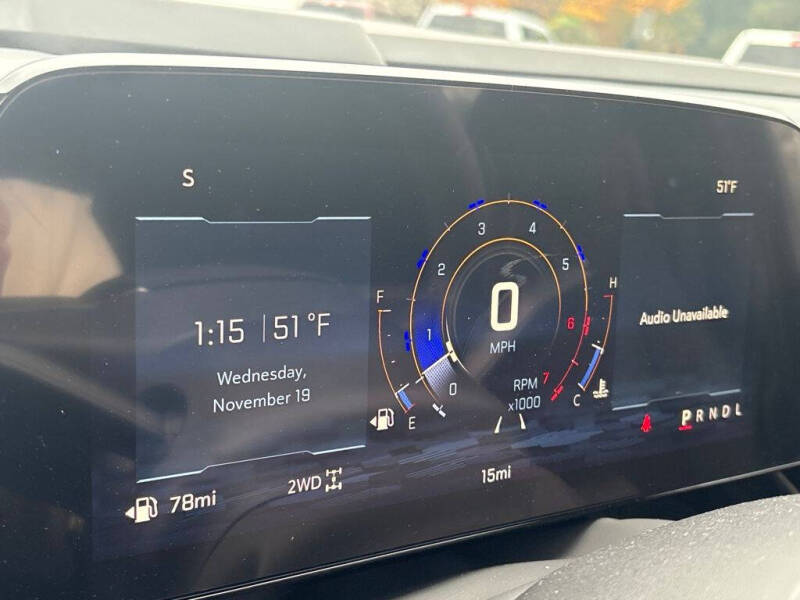 S
51°F
1:15 | 51 °F
Wednesday,
November 19
F
E
0
1
2
3
4
5
6
7
0
MPH
RPM
x1000
H
C
Audio Unavailable
PRNDL
78mi
2WD
15mi